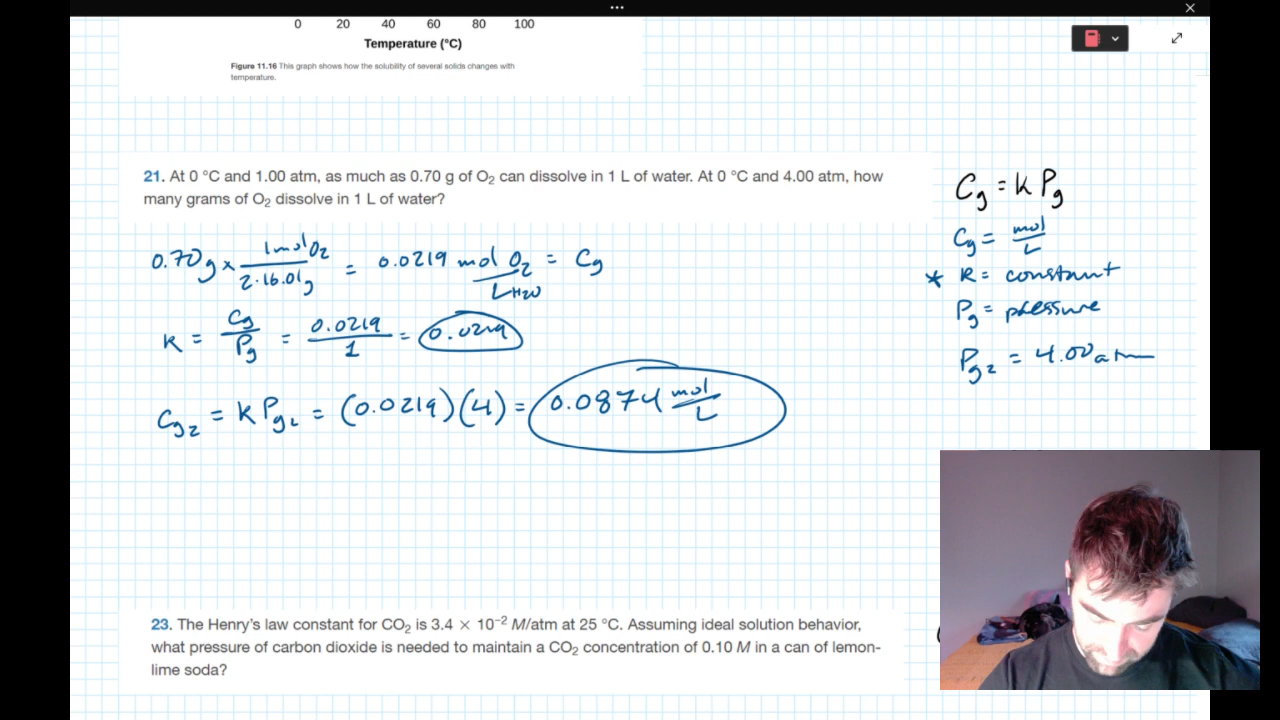 0 20 40 60 80 100
Temperature (°C)
Figure 11.16 This graph shows how the solubility of several solids changes with
temperature.
21. At 0 °C and 1.00 atm, as much as 0.70 g of O₂ can dissolve in 1 L of water. At 0 °C and 4.00 atm, how
many grams of O₂ dissolve in 1 L of water?
0.70g × 1mol O₂ / 2·16.01g = 0.0219 mol O₂ / L H₂O = Cg
K = Cg / Pg = 0.0219 / 1 = 0.0219
Cg₂ = K Pg₂ = (0.0219)(4) = 0.0874 mol / L
Cg = K Pg
Cg = mol / L
* K = constant
Pg = pressure
Pg₂ = 4.00 atm
23. The Henry's law constant for CO₂ is 3.4 × 10⁻² M/atm at 25 °C. Assuming ideal solution behavior,
what pressure of carbon dioxide is needed to maintain a CO₂ concentration of 0.10 M in a can of lemon-
lime soda?